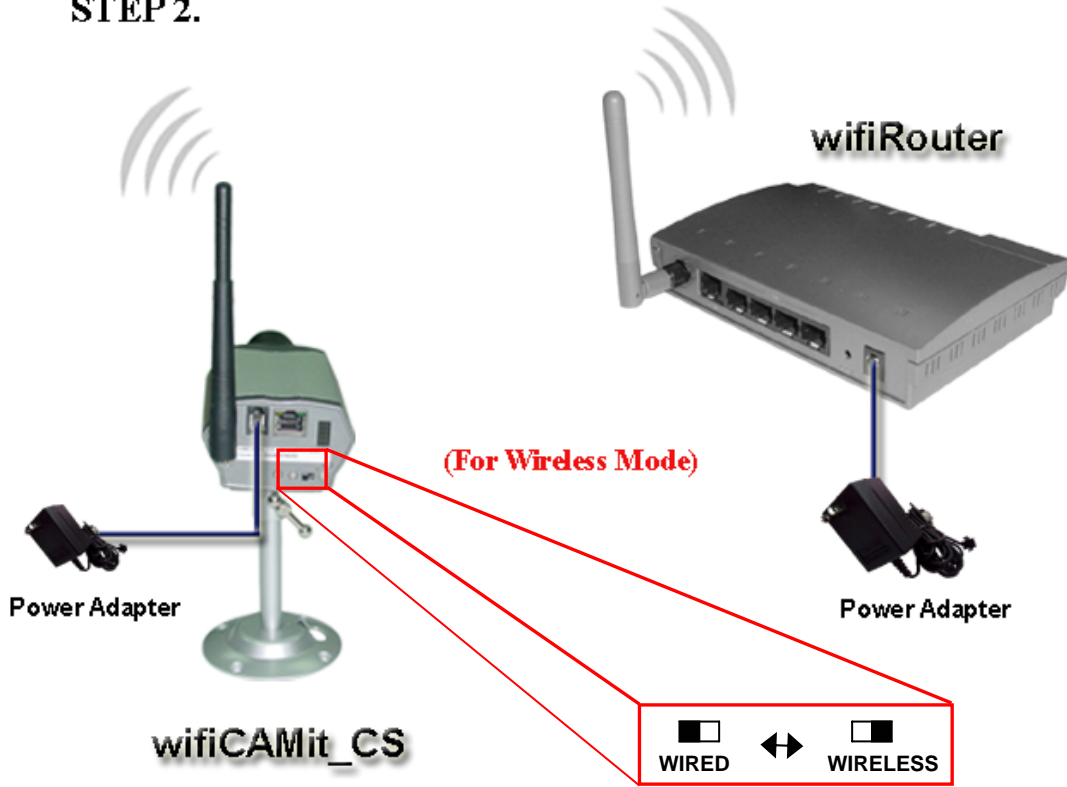 STEP 2.
wifiRouter
(For Wireless Mode)
Power Adapter
Power Adapter
wifiCAMit_CS
WIRED WIRELESS